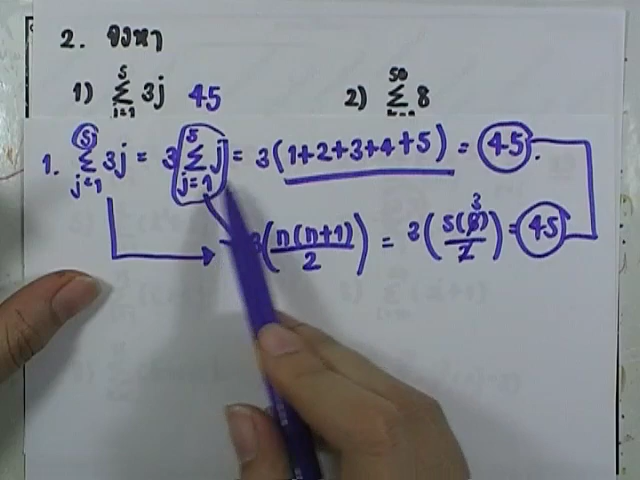 2. จงหา
1) 5 Σ j=1 3j 45 2) 50 Σ 8
1. 5 Σ j=1 3j = 3 5 Σ j=1 j = 3(1+2+3+4+5) = 45.
3(n(n+1)/2) = 3(5(6)/2) 3 = 45